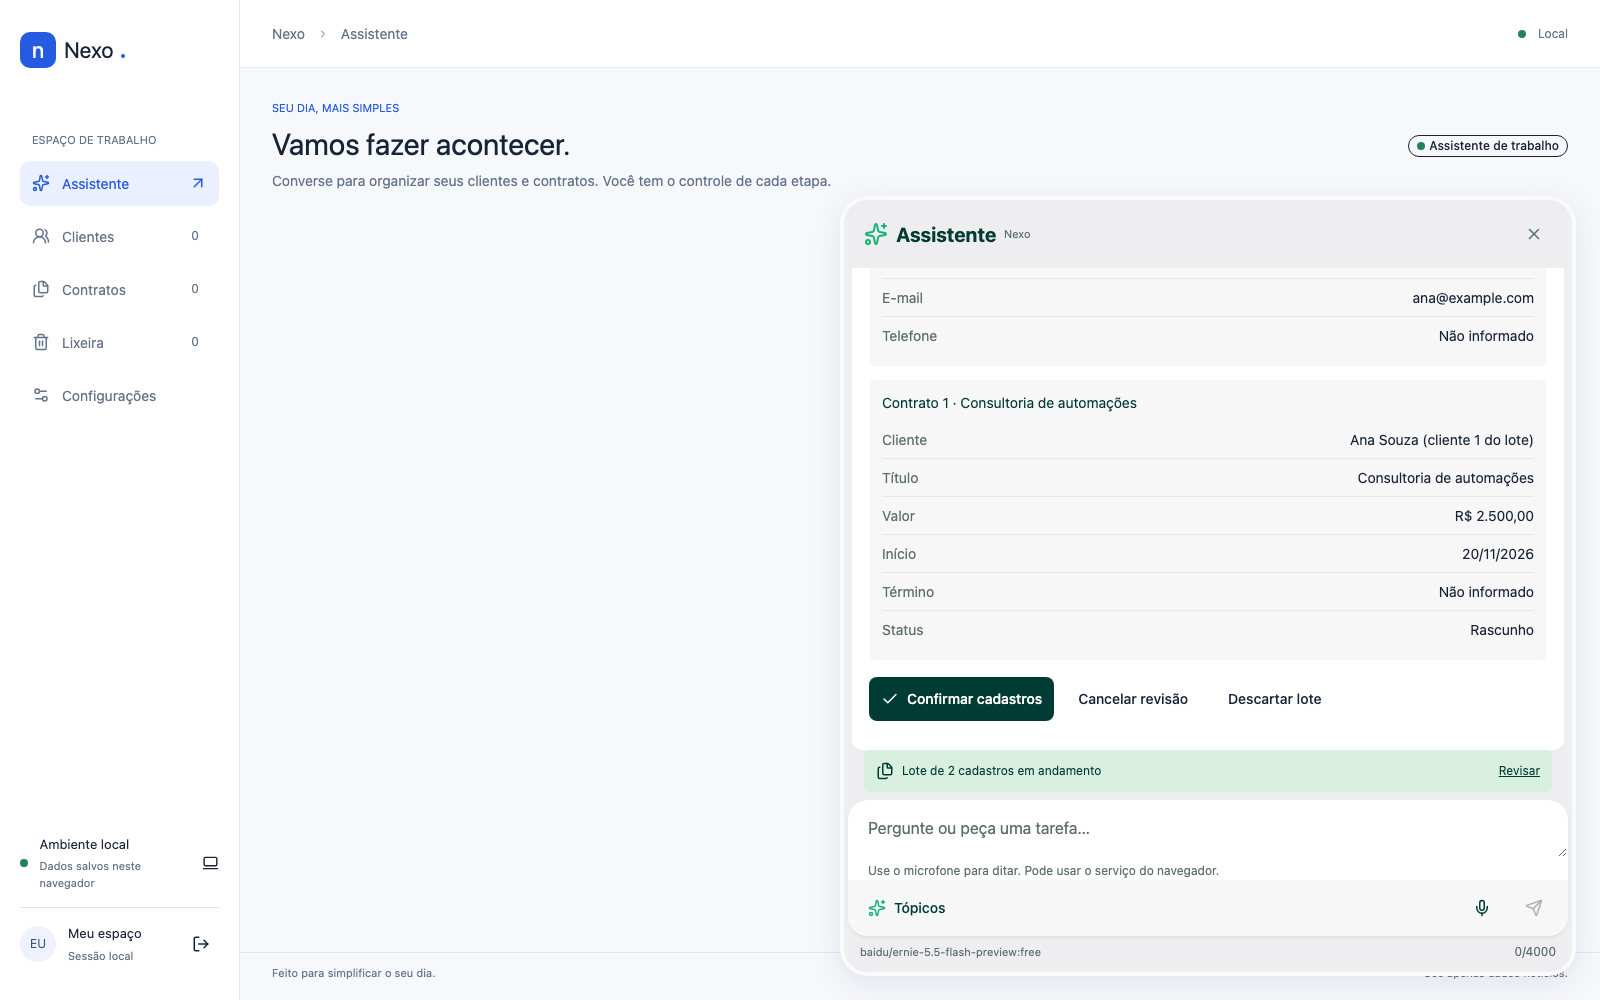 n Nexo .
ESPAÇO DE TRABALHO
Assistente
Clientes 0
Contratos 0
Lixeira 0
Configurações
Ambiente local
Dados salvos neste
navegador
EU
Meu espaço
Sessão local
Nexo › Assistente
Local
SEU DIA, MAIS SIMPLES
Vamos fazer acontecer.
Assistente de trabalho
Converse para organizar seus clientes e contratos. Você tem o controle de cada etapa.
Assistente Nexo
E-mail ana@example.com
Telefone Não informado
Contrato 1 · Consultoria de automações
Cliente Ana Souza (cliente 1 do lote)
Título Consultoria de automações
Valor R$ 2.500,00
Início 20/11/2026
Término Não informado
Status Rascunho
Confirmar cadastros Cancelar revisão Descartar lote
Lote de 2 cadastros em andamento Revisar
Pergunte ou peça uma tarefa...
Use o microfone para ditar. Pode usar o serviço do navegador.
Tópicos
baidu/ernie-5.5-flash-preview:free 0/4000
Feito para simplificar o seu dia.